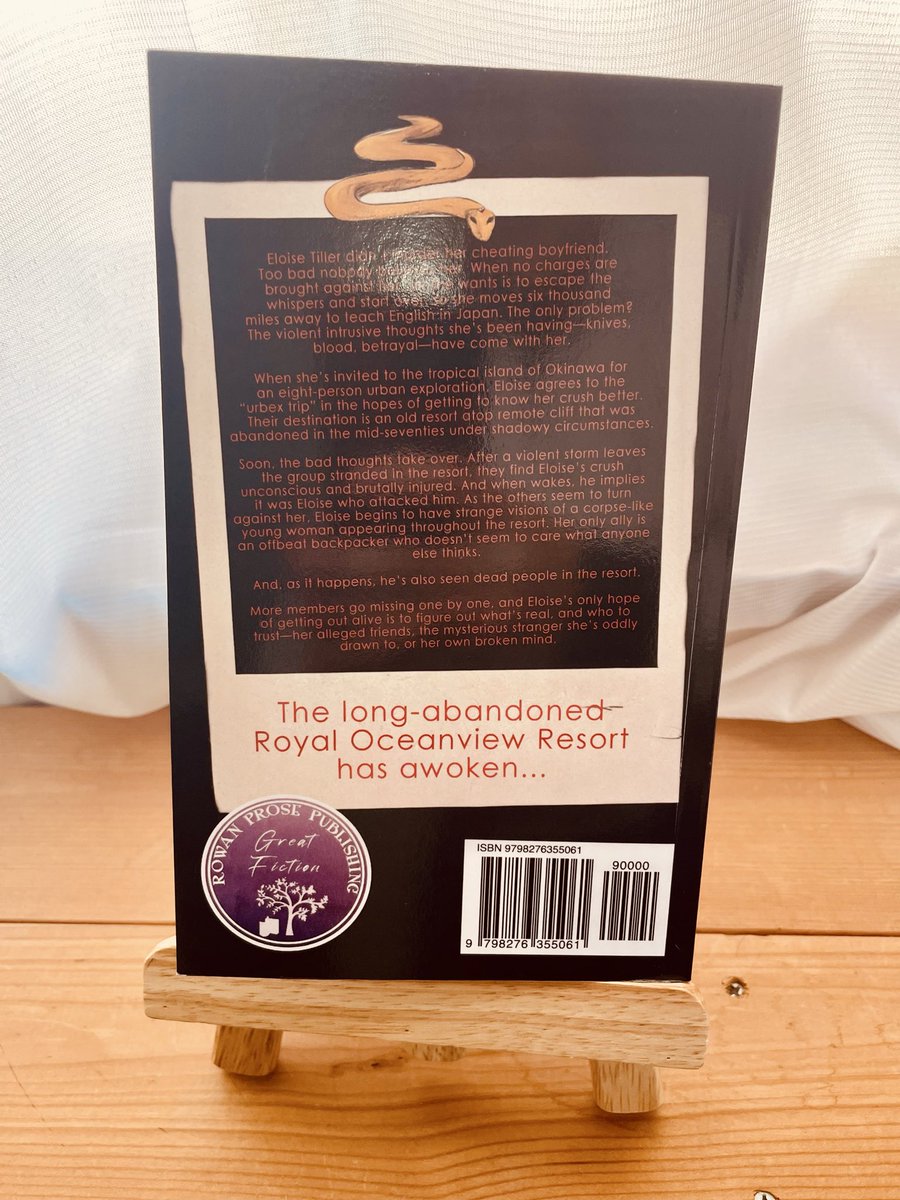 Eloise Tiller didn't murder her cheating boyfriend.
Too bad nobody When no charges are
brought against wants is to escape the
whispers and start over, so she moves six thousand
miles away to teach English in Japan. The only problem?
The violent intrusive thoughts she's been having—knives,
blood, betrayal—have come with her.
When she's invited to the tropical island of Okinawa for
an eight-person urban exploration, Eloise agrees to the
"urbex trip" in the hopes of getting to know her crush better.
Their destination is an old resort atop remote cliff that was
abandoned in the mid-seventies under shadowy circumstances.
Soon, the bad thoughts take over. After a violent storm leaves
the group stranded in the resort, they find Eloise's crush
unconscious and brutally injured. And when wakes, he implies
it was Eloise who attacked him. As the others seem to turn
against her, Eloise begins to have strange visions of a corpse-like
young woman appearing throughout the resort. Her only ally is
an offbeat backpacker who doesn't seem to care what anyone
else thinks.
And, as it happens, he's also seen dead people in the resort.
More members go missing one by one, and Eloise's only hope
of getting out alive is to figure out what's real, and who to
trust—her alleged friends, the mysterious stranger she's oddly
drawn to, or her own broken mind.
The long-abandoned
Royal Oceanview Resort
has awoken...
ROWAN PROSE PUBLISHING
Great
Fiction
ISBN 9798276355061
90000
9 798276 355061